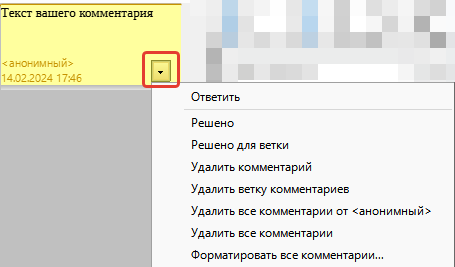 Текст вашего комментария
<анонимный>
14.02.2024 17:46
Ответить
Решено
Решено для ветки
Удалить комментарий
Удалить ветку комментариев
Удалить все комментарии от <анонимный>
Удалить все комментарии
Форматировать все комментарии...